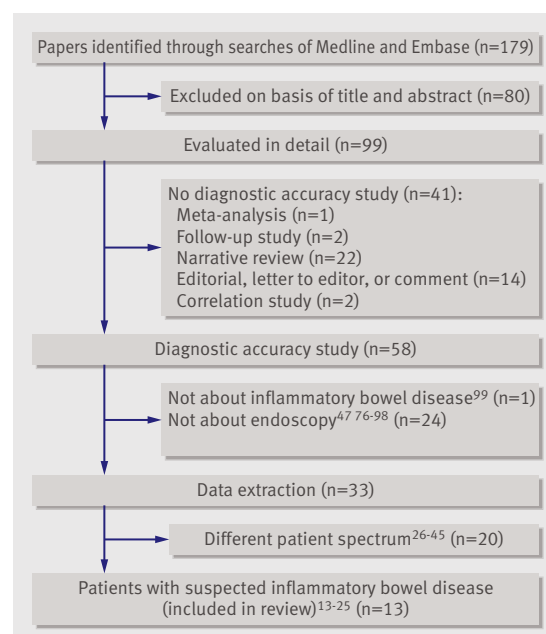 Papers identified through searches of Medline and Embase (n=179)
Excluded on basis of title and abstract (n=80)
Evaluated in detail (n=99)
No diagnostic accuracy study (n=41):
Meta-analysis (n=1)
Follow-up study (n=2)
Narrative review (n=22)
Editorial, letter to editor, or comment (n=14)
Correlation study (n=2)
Diagnostic accuracy study (n=58)
Not about inflammatory bowel disease99 (n=1)
Not about endoscopy47 76-98 (n=24)
Data extraction (n=33)
Different patient spectrum26-45 (n=20)
Patients with suspected inflammatory bowel disease
(included in review)13-25 (n=13)